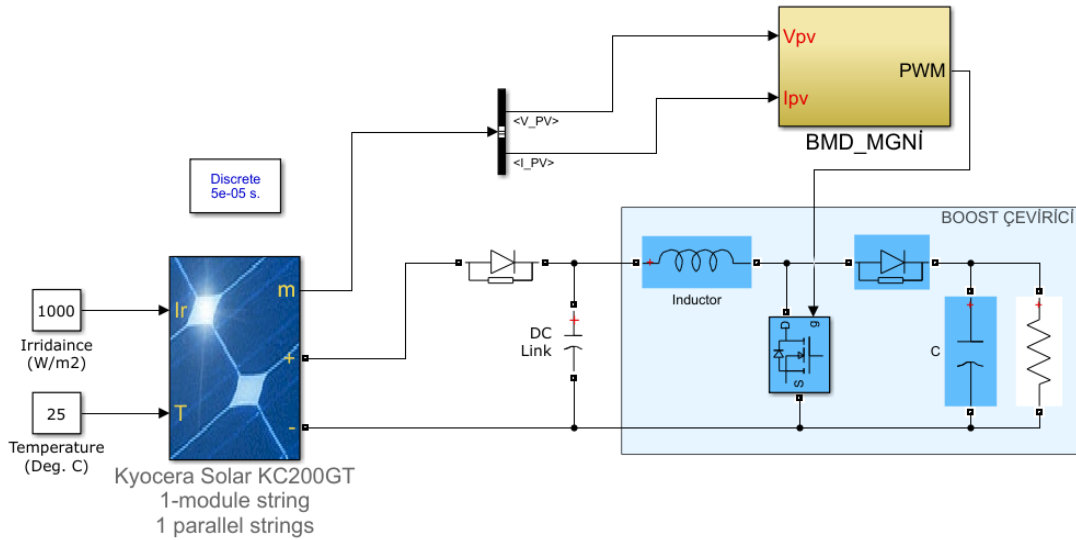 Vpv
Ipv
PWM
BMD_MGNİ
<V_PV>
<I_PV>
Discrete
5e-05 s.
BOOST ÇEVİRİCİ
1000
Irridaince
(W/m2)
25
Temperature
(Deg. C)
Ir
T
m
+
-
Kyocera Solar KC200GT
1-module string
1 parallel strings
+
DC
Link
+
Inductor
D
g
S
+
C
+